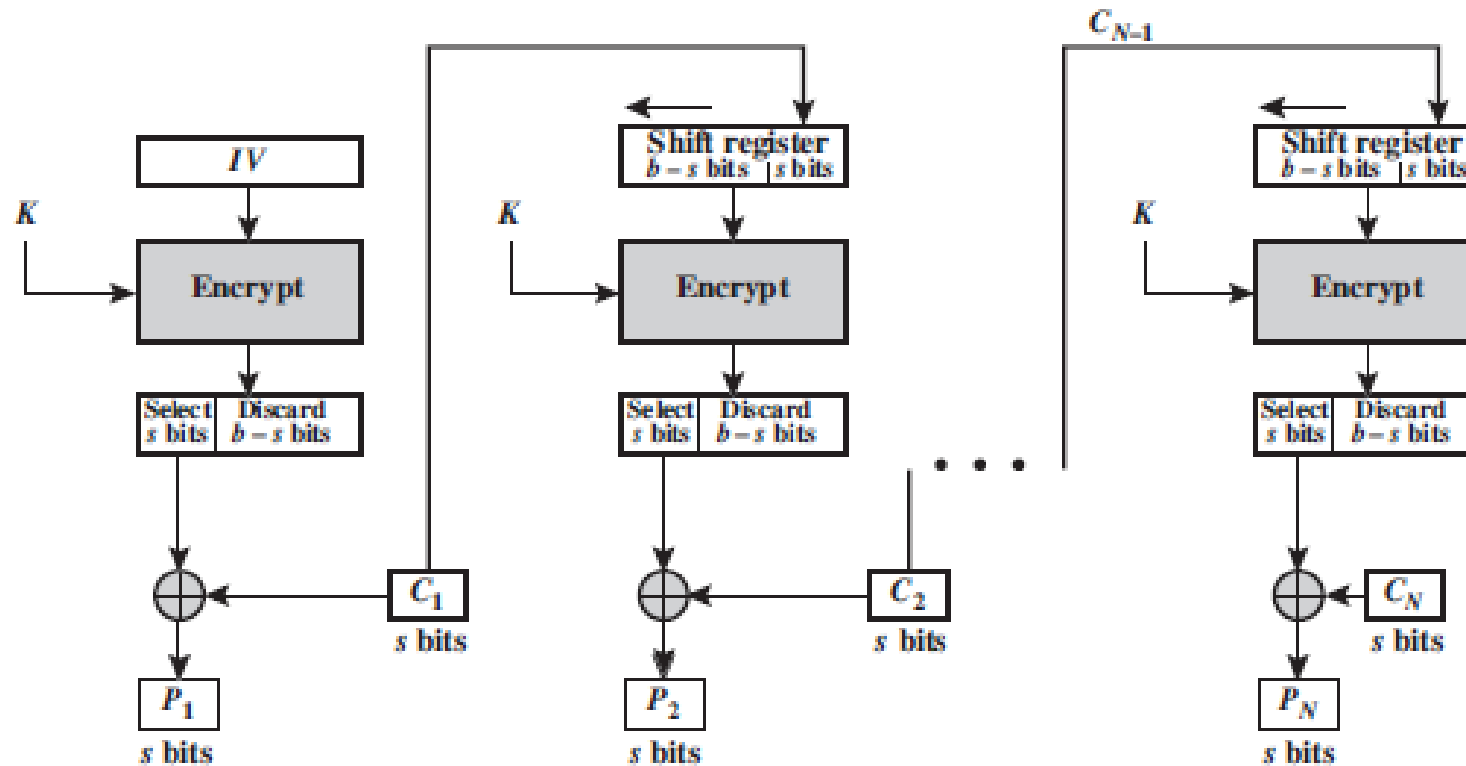 C_{N-1}
IV
Shift register
b − s bits | s bits
Shift register
b − s bits | s bits
K
K
K
Encrypt
Encrypt
Encrypt
Select Discard
s bits b − s bits
Select Discard
s bits b − s bits
Select Discard
s bits b − s bits
C_1
s bits
C_2
s bits
C_N
s bits
P_1
s bits
P_2
s bits
P_N
s bits